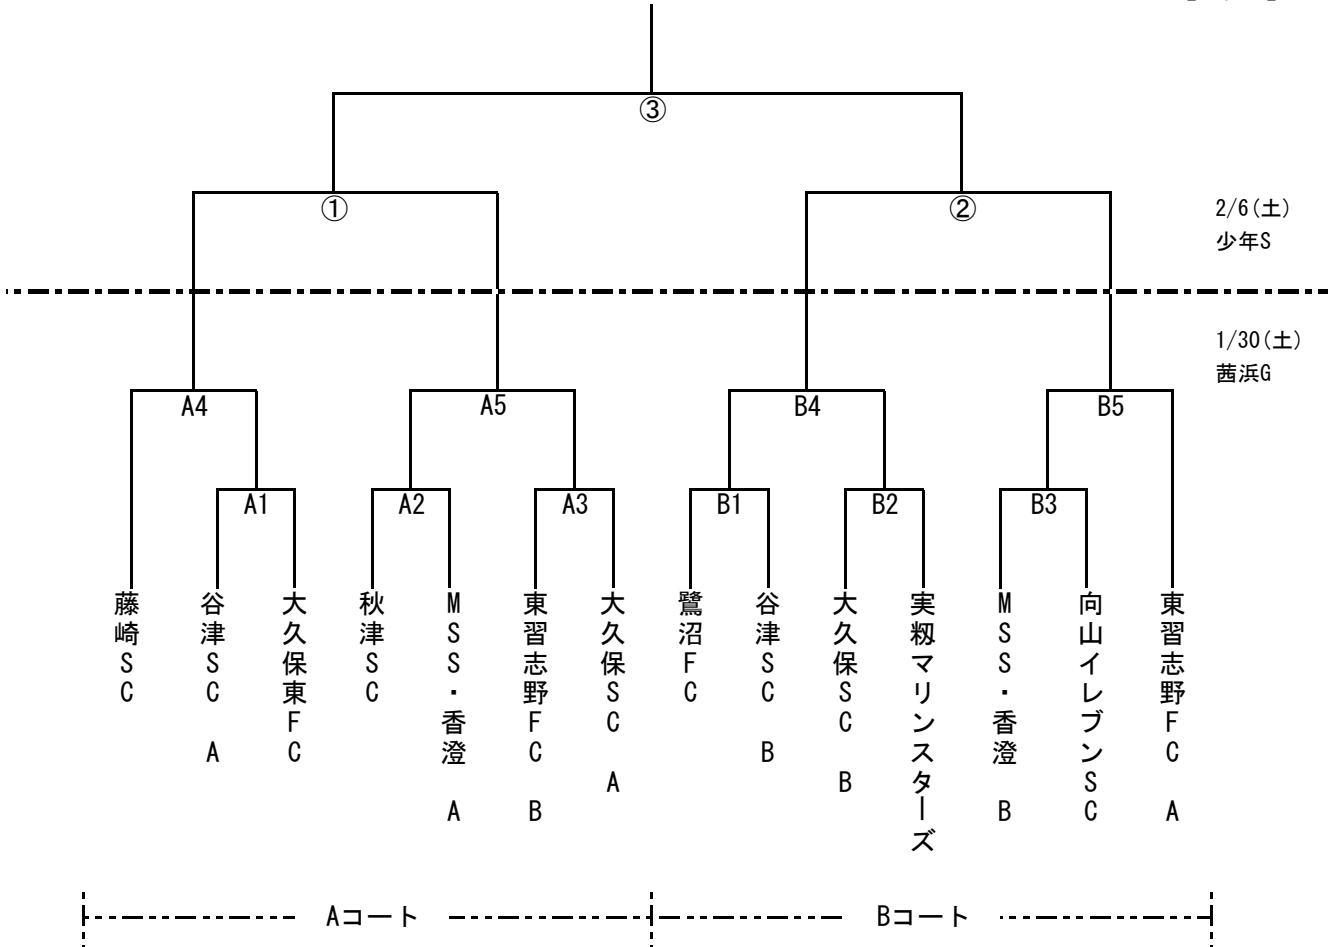 ③
①
②
2/6(土)
少年S
1/30(土)
茜浜G
A4
A5
B4
B5
A1
A2
A3
B1
B2
B3
藤崎SC
谷津SC A
大久保東FC
秋津SC
MSS・香澄 A
東習志野FC B
大久保SC A
鷺沼FC
谷津SC B
大久保SC B
実籾マリンスターズ
MSS・香澄 B
向山イレブンSC
東習志野FC A
Aコート
Bコート